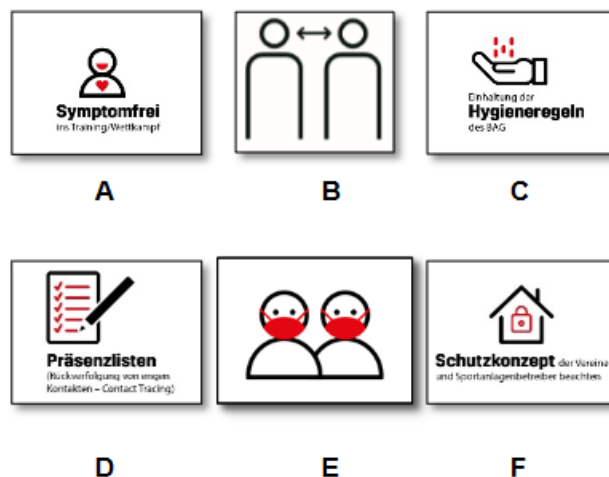 Symptomfrei
ins Training/Wettkampf
Einhaltung der
Hygieneregeln
des BAG
A
B
C
Präsenzlisten
(Rückverfolgung von engen
Kontakten – Contact Tracing)
Schutzkonzept der Vereine
und Sportanlagenbetreiber beachten
D
E
F